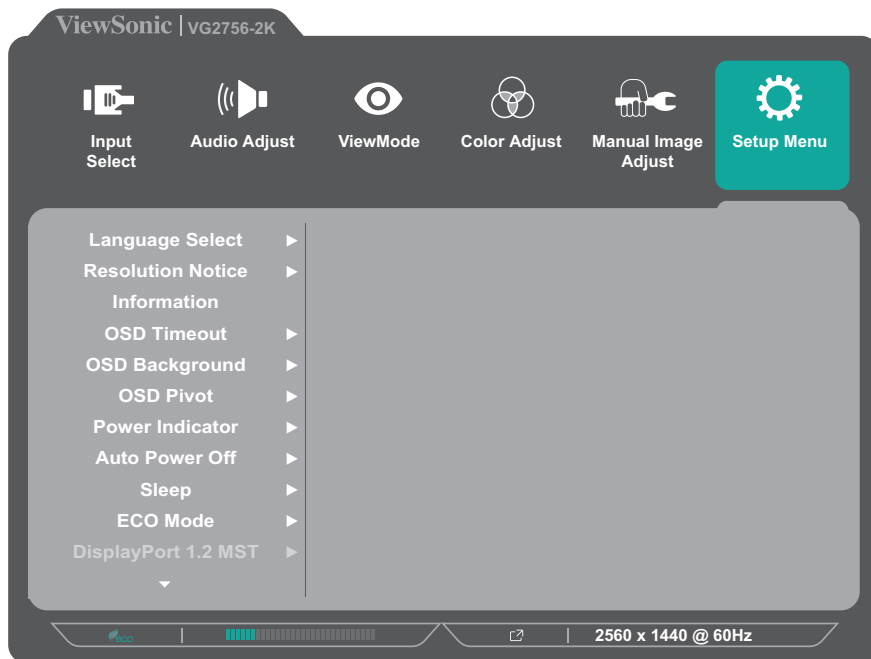 ViewSonic | VG2756-2K
Input Select
Audio Adjust
ViewMode
Color Adjust
Manual Image Adjust
Setup Menu
Language Select
Resolution Notice
Information
OSD Timeout
OSD Background
OSD Pivot
Power Indicator
Auto Power Off
Sleep
ECO Mode
DisplayPort 1.2 MST
eco
2560 x 1440 @ 60Hz